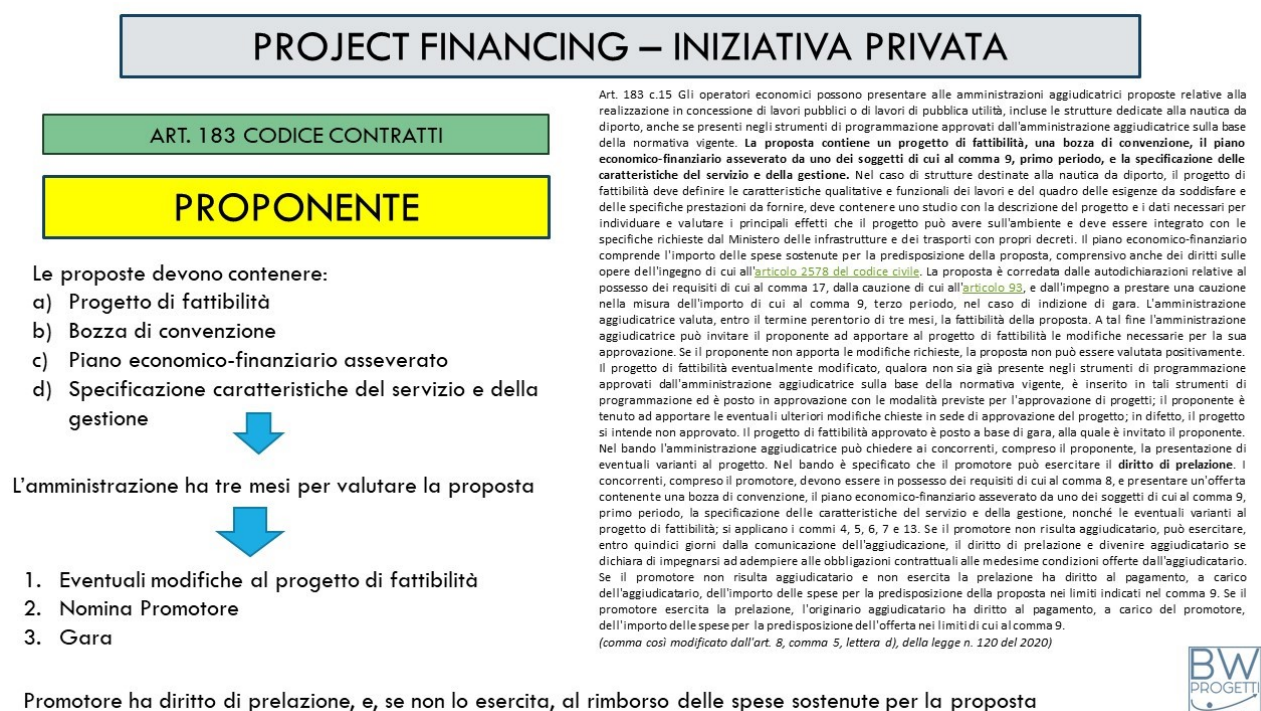 PROJECT FINANCING – INIZIATIVA PRIVATA
ART. 183 CODICE CONTRATTI
PROPONENTE
Le proposte devono contenere:
a) Progetto di fattibilità
b) Bozza di convenzione
c) Piano economico-finanziario asseverato
d) Specificazione caratteristiche del servizio e della
gestione
L'amministrazione ha tre mesi per valutare la proposta
1. Eventuali modifiche al progetto di fattibilità
2. Nomina Promotore
3. Gara
Art. 183 c.15 Gli operatori economici possono presentare alle amministrazioni aggiudicatrici proposte relative alla
realizzazione in concessione di lavori pubblici o di lavori di pubblica utilità, incluse le strutture dedicate alla nautica da
diporto, anche se presenti negli strumenti di programmazione approvati dall'amministrazione aggiudicatrice sulla base
della normativa vigente. La proposta contiene un progetto di fattibilità, una bozza di convenzione, il piano
economico-finanziario asseverato da uno dei soggetti di cui al comma 9, primo periodo, e la specificazione delle
caratteristiche del servizio e della gestione. Nel caso di strutture destinate alla nautica da diporto, il progetto di
fattibilità deve definire le caratteristiche qualitative e funzionali dei lavori e del quadro delle esigenze da soddisfare e
delle specifiche prestazioni da fornire, deve contenere uno studio con la descrizione del progetto e i dati necessari per
individuare e valutare i principali effetti che il progetto può avere sull'ambiente e deve essere integrato con le
specifiche richieste dal Ministero delle infrastrutture e dei trasporti con propri decreti. Il piano economico-finanziario
comprende l'importo delle spese sostenute per la predisposizione della proposta, comprensivo anche dei diritti sulle
opere dell'ingegno di cui all'articolo 2578 del codice civile. La proposta è corredata dalle autodichiarazioni relative al
possesso dei requisiti di cui al comma 17, dalla cauzione di cui all'articolo 93, e dall'impegno a prestare una cauzione
nella misura dell'importo di cui al comma 9, terzo periodo, nel caso di indizione di gara. L'amministrazione
aggiudicatrice valuta, entro il termine perentorio di tre mesi, la fattibilità della proposta. A tal fine l'amministrazione
aggiudicatrice può invitare il proponente ad apportare al progetto di fattibilità le modifiche necessarie per la sua
approvazione. Se il proponente non apporta le modifiche richieste, la proposta non può essere valutata positivamente.
Il progetto di fattibilità eventualmente modificato, qualora non sia già presente negli strumenti di programmazione
approvati dall'amministrazione aggiudicatrice sulla base della normativa vigente, è inserito in tali strumenti di
programmazione ed è posto in approvazione con le modalità previste per l'approvazione di progetti; il proponente è
tenuto ad apportare le eventuali ulteriori modifiche chieste in sede di approvazione del progetto; in difetto, il progetto
si intende non approvato. Il progetto di fattibilità approvato è posto a base di gara, alla quale è invitato il proponente.
Nel bando l'amministrazione aggiudicatrice può chiedere ai concorrenti, compreso il proponente, la presentazione di
eventuali varianti al progetto. Nel bando è specificato che il promotore può esercitare il diritto di prelazione. I
concorrenti, compreso il promotore, devono essere in possesso dei requisiti di cui al comma 8, e presentare un'offerta
contenente una bozza di convenzione, il piano economico-finanziario asseverato da uno dei soggetti di cui al comma 9,
primo periodo, la specificazione delle caratteristiche del servizio e della gestione, nonché le eventuali varianti al
progetto di fattibilità; si applicano i commi 4, 5, 6, 7 e 13. Se il promotore non risulta aggiudicatario, può esercitare,
entro quindici giorni dalla comunicazione dell'aggiudicazione, il diritto di prelazione e divenire aggiudicatario se
dichiara di impegnarsi ad adempiere alle obbligazioni contrattuali alle medesime condizioni offerte dall'aggiudicatario.
Se il promotore non risulta aggiudicatario e non esercita la prelazione ha diritto al pagamento, a carico
dell'aggiudicatario, dell'importo delle spese per la predisposizione della proposta nei limiti indicati nel comma 9. Se il
promotore esercita la prelazione, l'originario aggiudicatario ha diritto al pagamento, a carico del promotore,
dell'importo delle spese per la predisposizione dell'offerta nei limiti di cui al comma 9.
(comma così modificato dall'art. 8, comma 5, lettera d), della legge n. 120 del 2020)
Promotore ha diritto di prelazione, e, se non lo esercita, al rimborso delle spese sostenute per la proposta
BW
PROGETTI